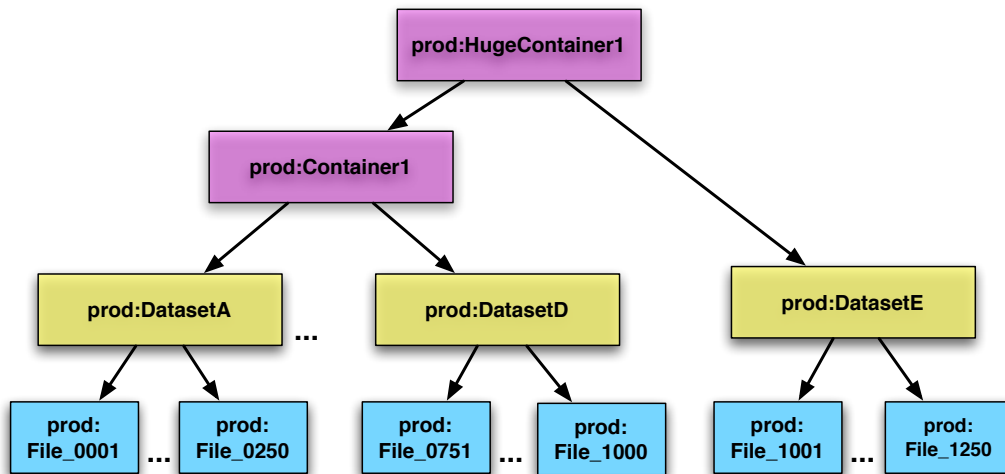 prod:HugeContainer1
prod:Container1
prod:DatasetA
...
prod:DatasetD
prod:DatasetE
prod:
File_0001
...
prod:
File_0250
prod:
File_0751
...
prod:
File_1000
prod:
File_1001
...
prod:
File_1250